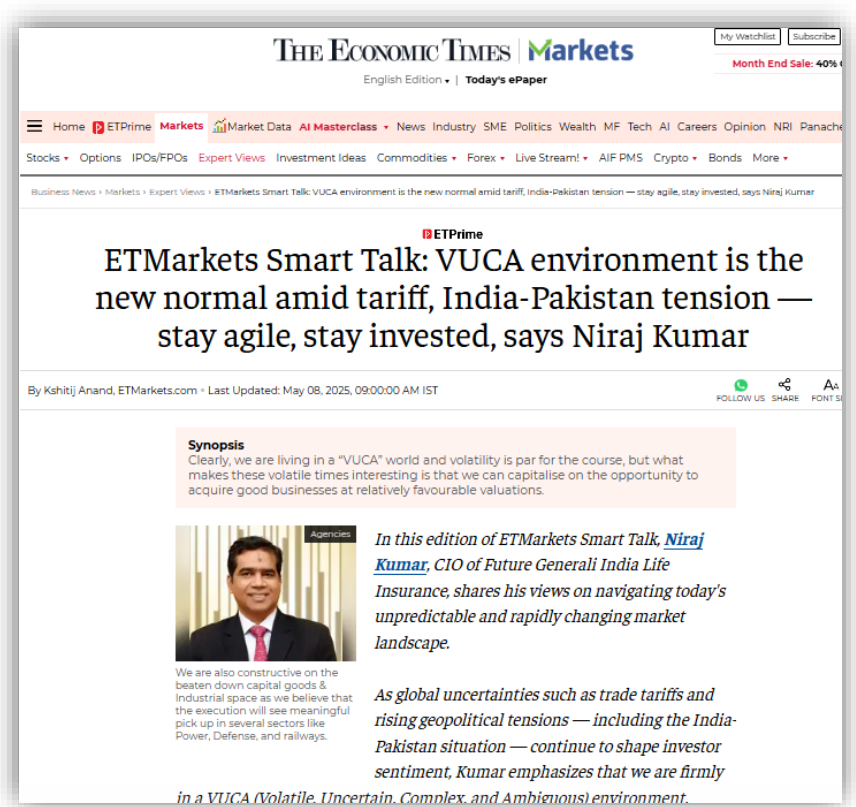 THE ECONOMIC TIMES | Markets
My Watchlist Subscribe
Month End Sale: 40%
English Edition | Today's ePaper
Home ETPrime Markets Market Data AI Masterclass News Industry SME Politics Wealth MF Tech AI Careers Opinion NRI Panache
Stocks Options IPOs/FPOs Expert Views Investment Ideas Commodities Forex Live Stream! AIF PMS Crypto Bonds More
Business News › Markets › Expert Views › ETMarkets Smart Talk: VUCA environment is the new normal amid tariff, India-Pakistan tension — stay agile, stay invested, says Niraj Kumar
ETPrime
ETMarkets Smart Talk: VUCA environment is the
new normal amid tariff, India-Pakistan tension —
stay agile, stay invested, says Niraj Kumar
By Kshitij Anand, ETMarkets.com • Last Updated: May 08, 2025, 09:00:00 AM IST
FOLLOW US SHARE FONT
Synopsis
Clearly, we are living in a “VUCA” world and volatility is par for the course, but what
makes these volatile times interesting is that we can capitalise on the opportunity to
acquire good businesses at relatively favourable valuations.
Agencies
We are also constructive on the
beaten down capital goods &
Industrial space as we believe that
the execution will see meaningful
pick up in several sectors like
Power, Defense, and railways.
In this edition of ETMarkets Smart Talk, Niraj
Kumar, CIO of Future Generali India Life
Insurance, shares his views on navigating today's
unpredictable and rapidly changing market
landscape.
As global uncertainties such as trade tariffs and
rising geopolitical tensions — including the India-
Pakistan situation — continue to shape investor
sentiment, Kumar emphasizes that we are firmly
in a VUCA (Volatile, Uncertain, Complex, and Ambiguous) environment.